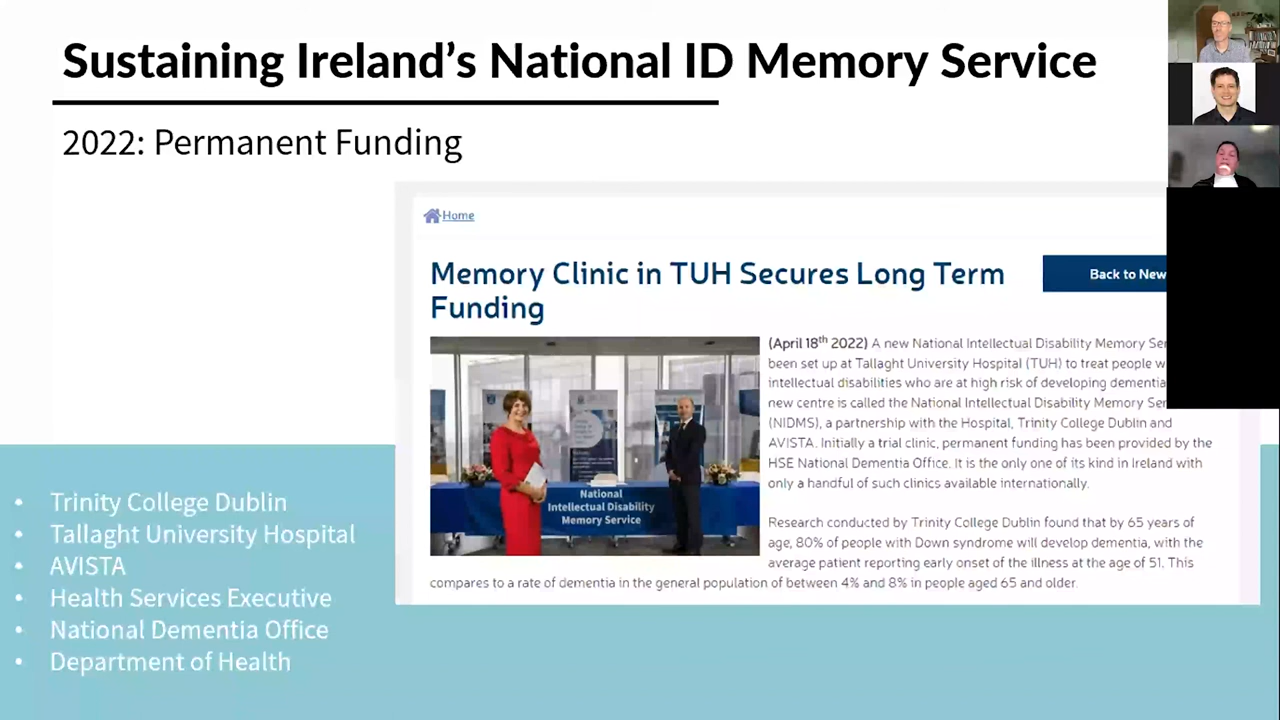 Sustaining Ireland's National ID Memory Service
2022: Permanent Funding
Home
Memory Clinic in TUH Secures Long Term
Funding
Back to New
(April 18th 2022) A new National Intellectual Disability Memory Ser
been set up at Tallaght University Hospital (TUH) to treat people w
intellectual disabilities who are at high risk of developing dementia
new centre is called the National Intellectual Disability Memory Ser
(NIDMS), a partnership with the Hospital, Trinity College Dublin and
AVISTA. Initially a trial clinic, permanent funding has been provided by the
HSE National Dementia Office. It is the only one of its kind in Ireland with
only a handful of such clinics available internationally.
Research conducted by Trinity College Dublin found that by 65 years of
age, 80% of people with Down syndrome will develop dementia, with the
average patient reporting early onset of the illness at the age of 51. This
compares to a rate of dementia in the general population of between 4% and 8% in people aged 65 and older.
National
Intellectual Disability
Memory Service
• Trinity College Dublin
• Tallaght University Hospital
• AVISTA
• Health Services Executive
• National Dementia Office
• Department of Health